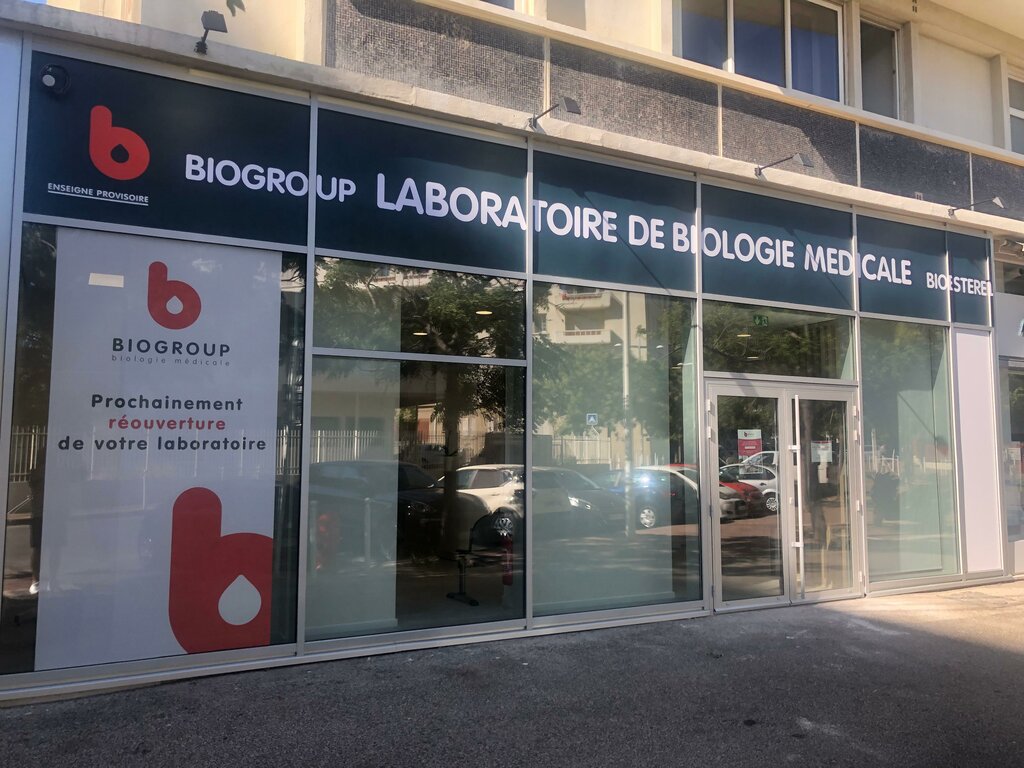 b
ENSEIGNE PROVISOIRE
BIOGROUP LABORATOIRE DE BIOLOGIE MEDICALE BIOESTEREL
b
BIOGROUP
biologie médicale
Prochainement
réouverture
de votre laboratoire
b